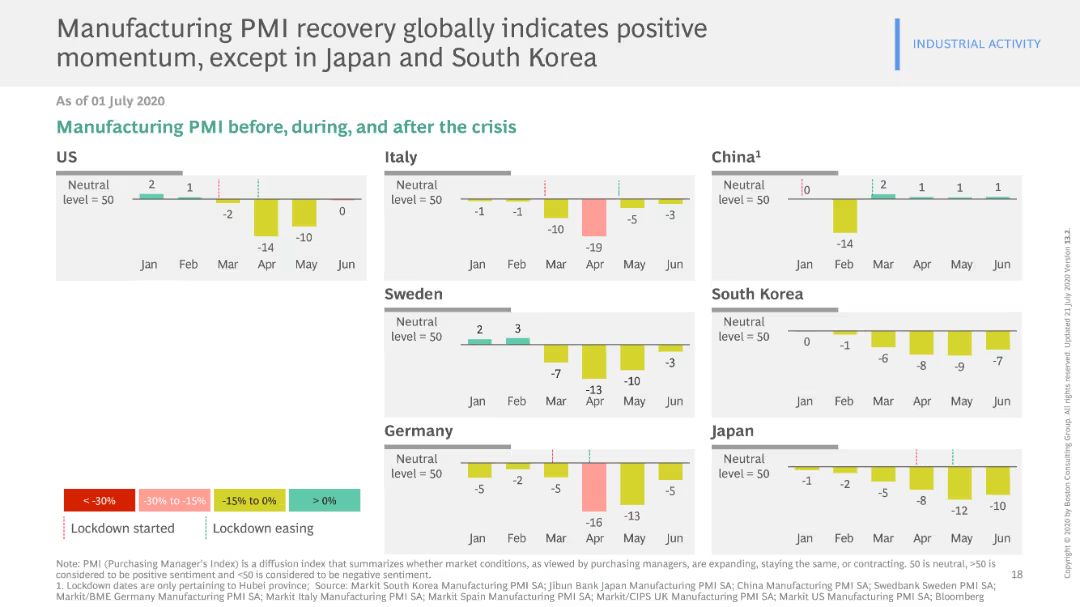 Manufacturing PMI recovery globally indicates positive
momentum, except in Japan and South Korea
INDUSTRIAL ACTIVITY
As of 01 July 2020
Manufacturing PMI before, during, and after the crisis
US
Neutral
level = 50
2
1
-2
-14
-10
0
Jan Feb Mar Apr May Jun
Italy
Neutral
level = 50
-1
-1
-10
-19
-5
-3
Jan Feb Mar Apr May Jun
China1
Neutral
level = 50
0
-14
2
1
1
1
Jan Feb Mar Apr May Jun
Sweden
Neutral
level = 50
2
3
-7
-13
-10
-3
Jan Feb Mar Apr May Jun
South Korea
Neutral
level = 50
0
-1
-6
-8
-9
-7
Jan Feb Mar Apr May Jun
Germany
Neutral
level = 50
-5
-2
-5
-16
-13
-5
Jan Feb Mar Apr May Jun
Japan
Neutral
level = 50
-1
-2
-5
-8
-12
-10
Jan Feb Mar Apr May Jun
< -30% -30% to -15% -15% to 0% > 0%
Lockdown started Lockdown easing
Note: PMI (Purchasing Manager's Index) is a diffusion index that summarizes whether market conditions, as viewed by purchasing managers, are expanding, staying the same, or contracting. 50 is neutral, >50 is
considered to be positive sentiment and <50 is considered to be negative sentiment.
1. Lockdown dates are only pertaining to Hubei province; Source: Markit South Korea Manufacturing PMI SA; Jibun Bank Japan Manufacturing PMI SA; China Manufacturing PMI SA; Swedbank Sweden PMI SA;
Markit/BME Germany Manufacturing PMI SA; Markit Italy Manufacturing PMI SA; Markit Spain Manufacturing PMI SA; Markit/CIPS UK Manufacturing PMI SA; Markit US Manufacturing PMI SA; Bloomberg
18
Copyright © 2020 by Boston Consulting Group. All rights reserved. Updated 21 July 2020 Version 13.2.